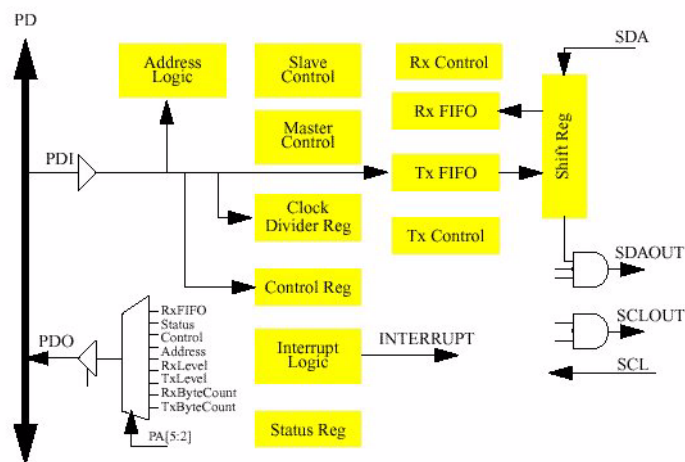 PD
SDA
Address
Logic
Slave
Control
Rx Control
Rx FIFO
Shift Reg
Master
Control
PDI
Tx FIFO
Clock
Divider Reg
Tx Control
SDAOUT
Control Reg
RxFIFO
Status
Control
Address
RxLevel
TxLevel
RxByteCount
TxByteCount
PDO
PA[5:2]
Interrupt
Logic
INTERRUPT
SCLOUT
SCL
Status Reg